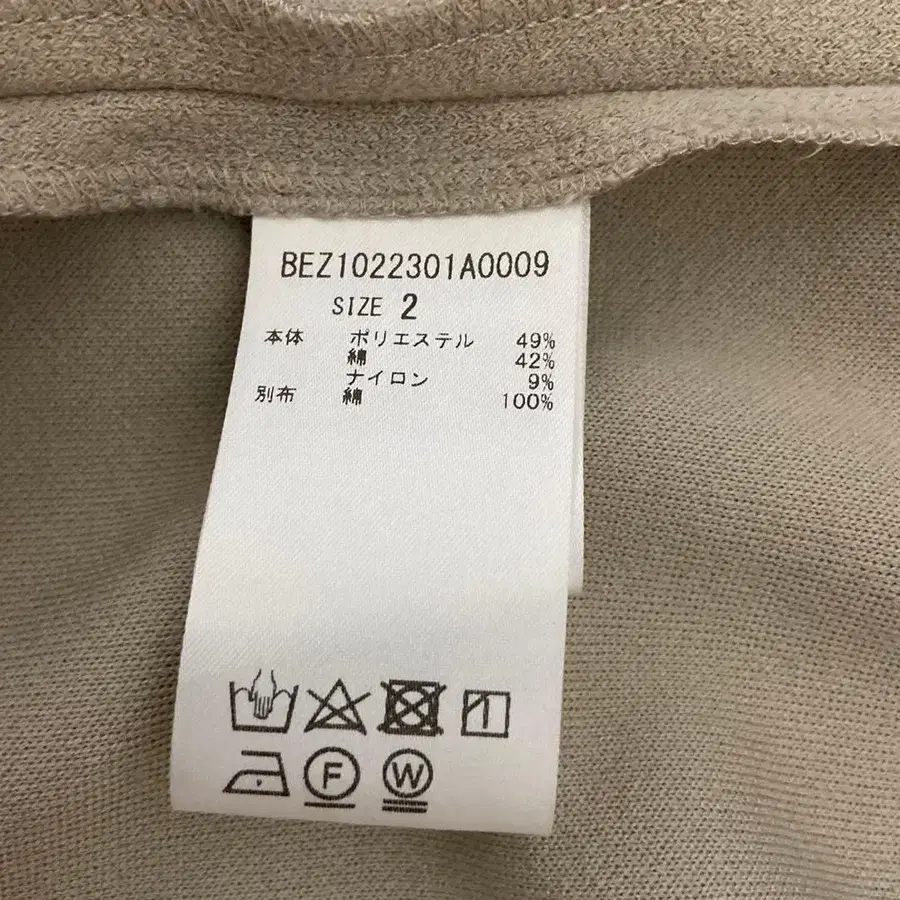 BEZ1022301A0009
SIZE 2
本体 ポリエステル 49%
綿 42%
ナイロン 9%
別布 綿 100%
F W